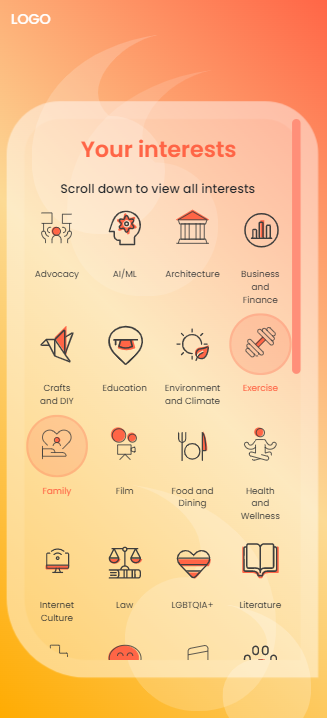 LOGO
Your interests
Scroll down to view all interests
Advocacy
AI/ML
Architecture
Business
and
Finance
Crafts
and DIY
Education
Environment
and Climate
Exercise
Family
Film
Food and
Dining
Health
and
Wellness
Internet
Culture
Law
LGBTQIA+
Literature